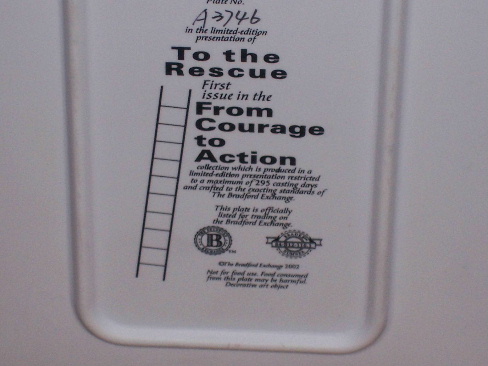 Plate No.
A3746
in the limited-edition
presentation of
To the
Rescue
First
issue in the
From
Courage
to
Action
collection which is produced in a
limited-edition presentation restricted
to a maximum of 295 casting days
and crafted to the exacting standards of
The Bradford Exchange.
This plate is officially
listed for trading on
the Bradford Exchange.
B
©The Bradford Exchange 2002
Not for food use. Food consumed
from this plate may be harmful.
Decorative art object